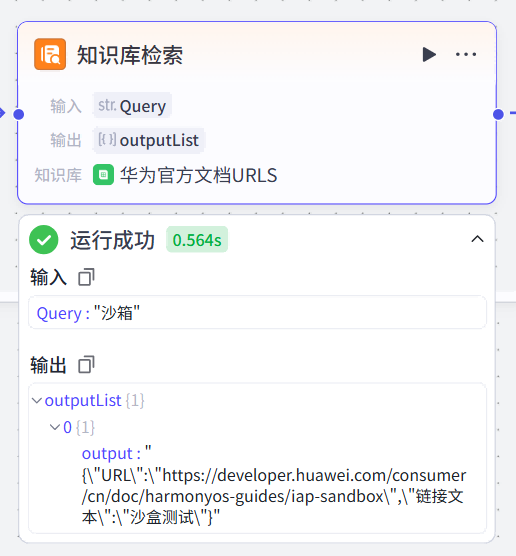 知识库检索
输入 str. Query
输出 [{ }] outputList
知识库 华为官方文档URLS
运行成功 0.564s
输入
Query : "沙箱"
输出
outputList {1}
0 {1}
output : "
{\"URL\":\"https://developer.huawei.com/consumer
/cn/doc/harmonyos-guides/iap-sandbox\",\"链接文
本\":\"沙盒测试\"}"